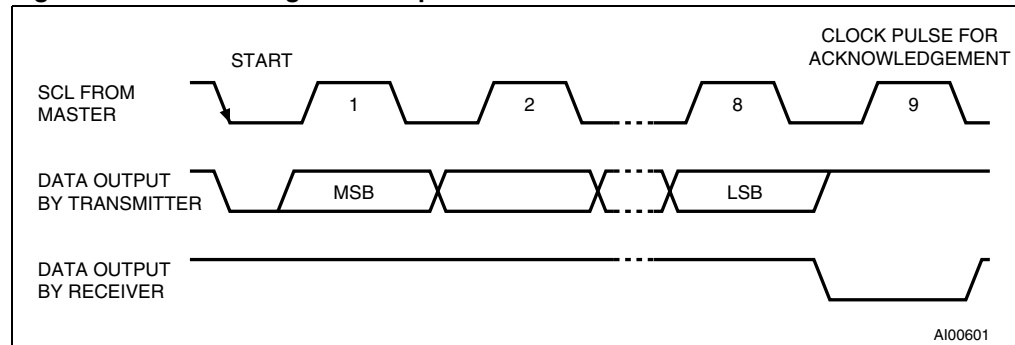 START
CLOCK PULSE FOR
ACKNOWLEDGEMENT
SCL FROM
MASTER
1
2
8
9
DATA OUTPUT
BY TRANSMITTER
MSB
LSB
DATA OUTPUT
BY RECEIVER
AI00601